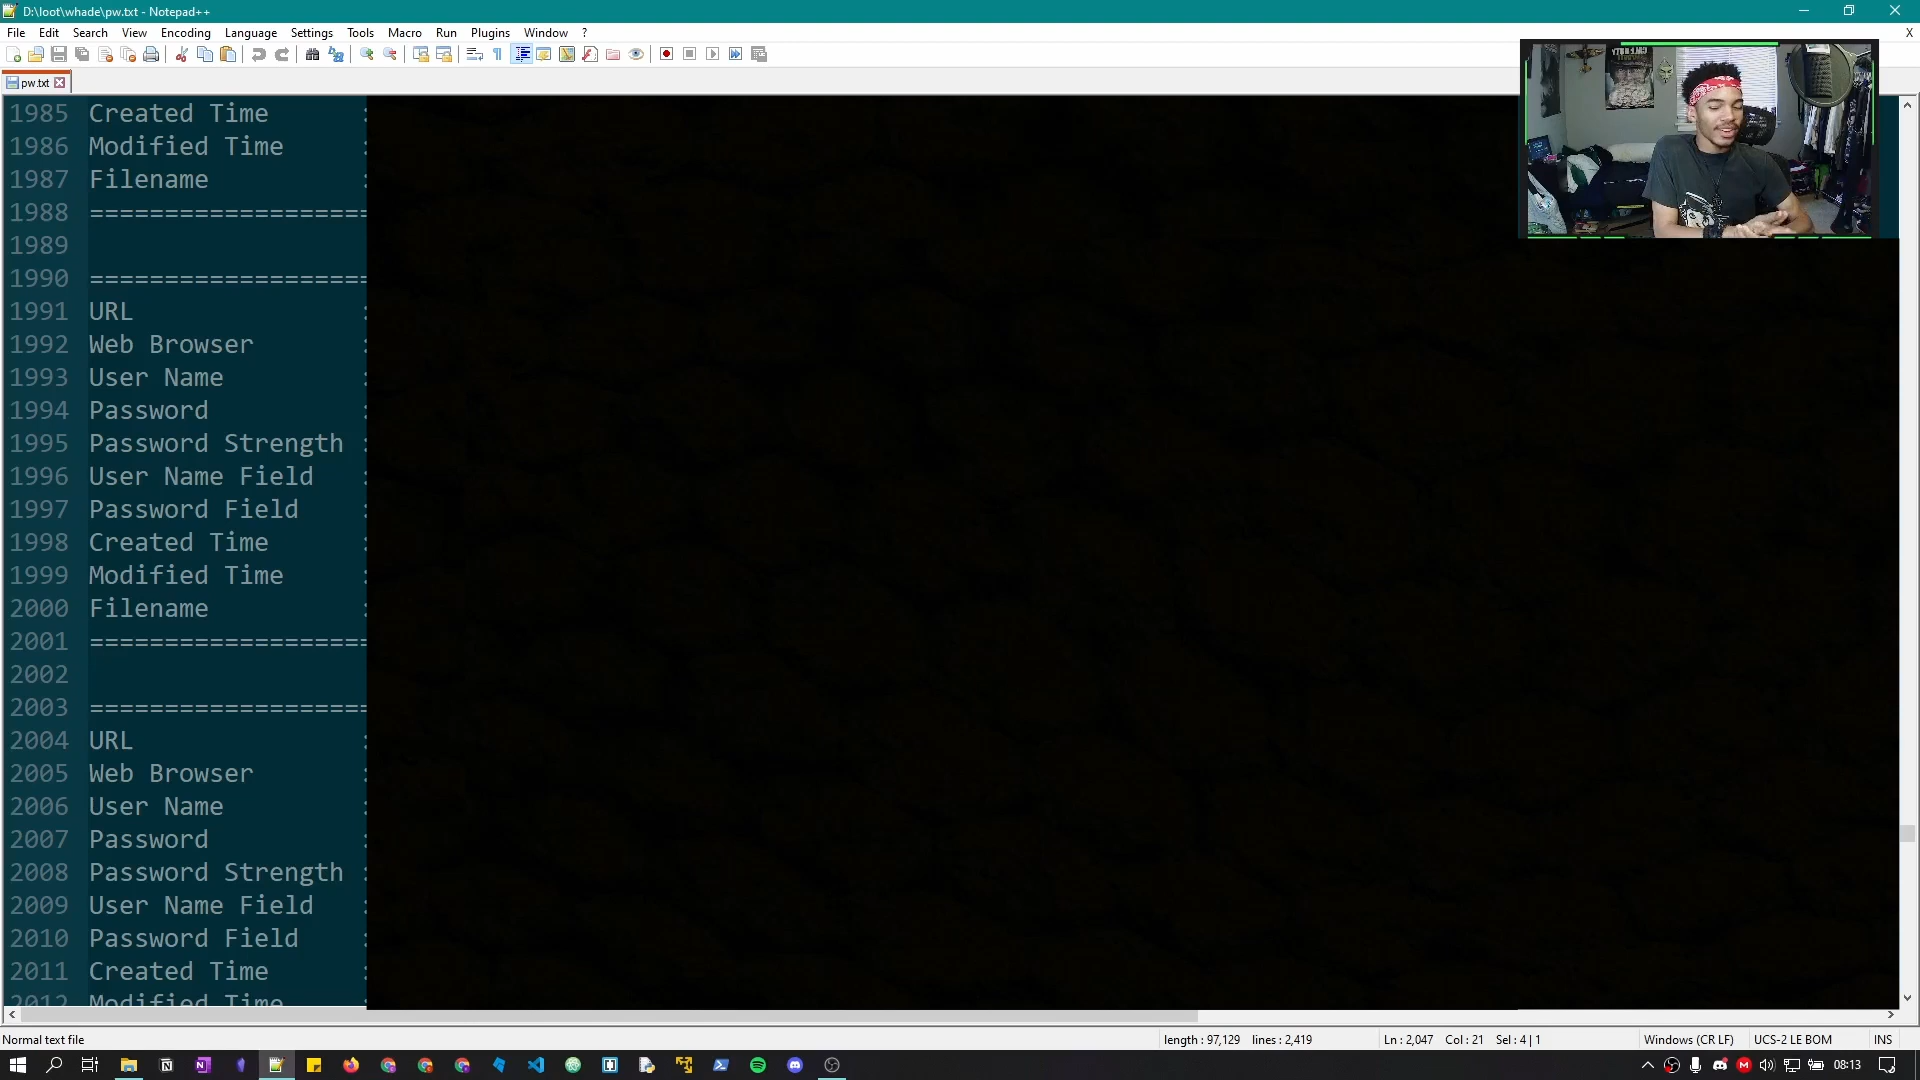 D:\loot\whade\pw.txt - Notepad++
File Edit Search View Encoding Language Settings Tools Macro Run Plugins Window ? X
pw.txt
1985 Created Time :
1986 Modified Time :
1987 Filename :
1988 ===================
1989
1990 ===================
1991 URL :
1992 Web Browser :
1993 User Name :
1994 Password :
1995 Password Strength :
1996 User Name Field :
1997 Password Field :
1998 Created Time :
1999 Modified Time :
2000 Filename :
2001 ===================
2002
2003 ===================
2004 URL :
2005 Web Browser :
2006 User Name :
2007 Password :
2008 Password Strength :
2009 User Name Field :
2010 Password Field :
2011 Created Time :
2012 Modified Time
Normal text file length : 97,129 lines : 2,419 Ln : 2,047 Col : 21 Sel : 4 | 1 Windows (CR LF) UCS-2 LE BOM INS
08:13